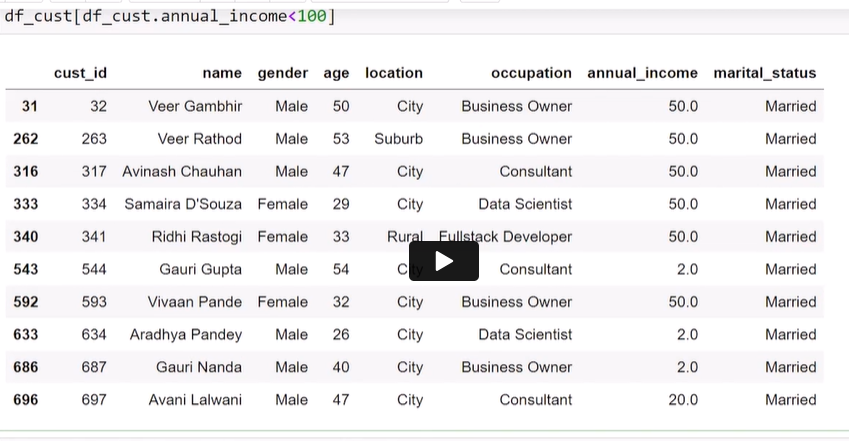 df_cust[df_cust.annual_income<100]
cust_id name gender age location occupation annual_income marital_status
31 32 Veer Gambhir Male 50 City Business Owner 50.0 Married
262 263 Veer Rathod Male 53 Suburb Business Owner 50.0 Married
316 317 Avinash Chauhan Male 47 City Consultant 50.0 Married
333 334 Samaira D'Souza Female 29 City Data Scientist 50.0 Married
340 341 Ridhi Rastogi Female 33 Rural Fullstack Developer 50.0 Married
543 544 Gauri Gupta Male 54 City Consultant 2.0 Married
592 593 Vivaan Pande Female 32 City Business Owner 50.0 Married
633 634 Aradhya Pandey Male 26 City Data Scientist 2.0 Married
686 687 Gauri Nanda Male 40 City Business Owner 2.0 Married
696 697 Avani Lalwani Male 47 City Consultant 20.0 Married